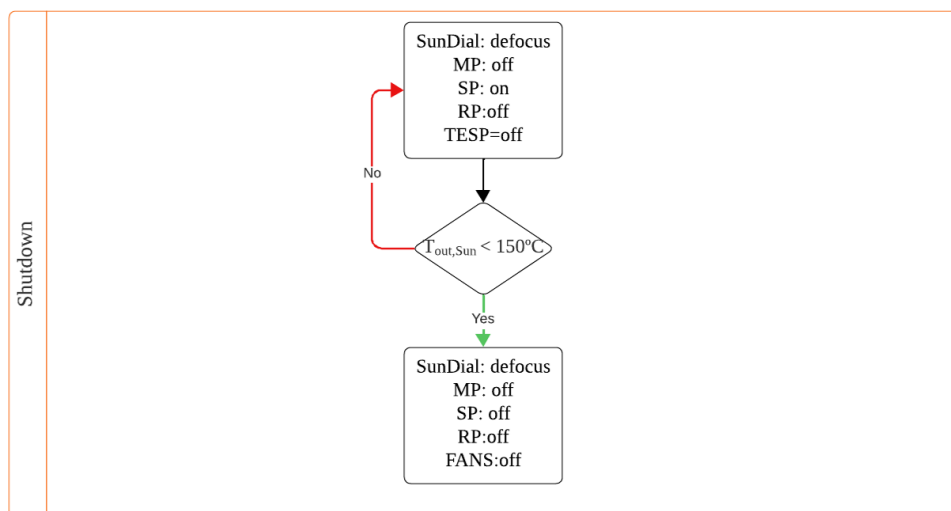 Shutdown
SunDial: defocus
MP: off
SP: on
RP:off
TESP=off
No
T_out,Sun < 150ºC
Yes
SunDial: defocus
MP: off
SP: off
RP:off
FANS:off